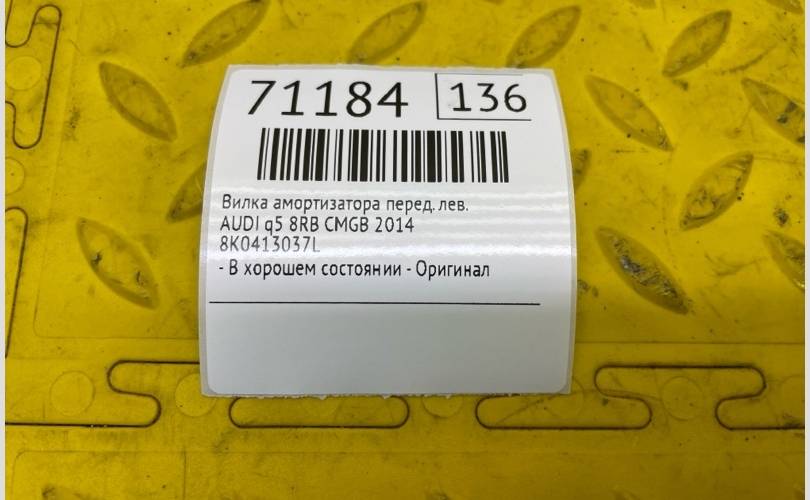 71184 136
Вилка амортизатора перед. лев.
AUDI q5 8RB CMGB 2014
8K0413037L
- В хорошем состоянии - Оригинал